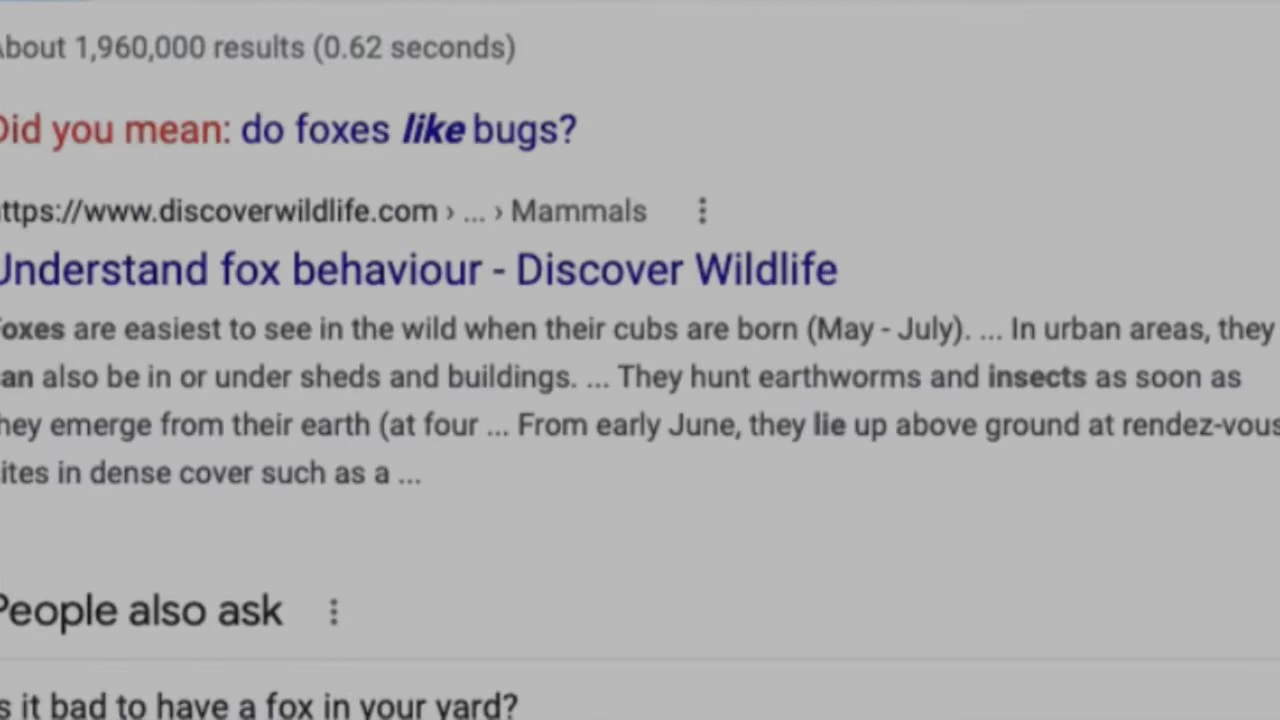 About 1,960,000 results (0.62 seconds)
Did you mean: do foxes like bugs?
ttps://www.discoverwildlife.com › ... › Mammals
Understand fox behaviour - Discover Wildlife
oxes are easiest to see in the wild when their cubs are born (May - July). ... In urban areas, they
an also be in or under sheds and buildings. ... They hunt earthworms and insects as soon as
hey emerge from their earth (at four ... From early June, they lie up above ground at rendez-vous
ites in dense cover such as a ...
People also ask
s it bad to have a fox in your yard?